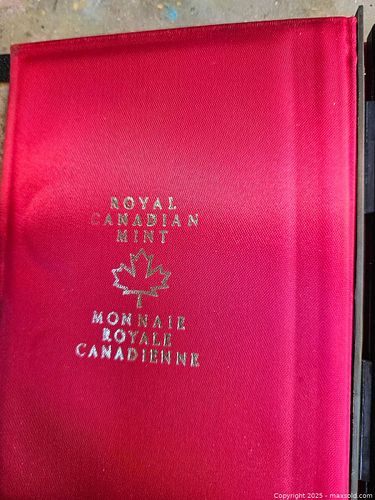 ROYAL
CANADIAN
MINT
MONNAIE
ROYALE
CANADIENNE
Copyright 2025 - maxsold.com